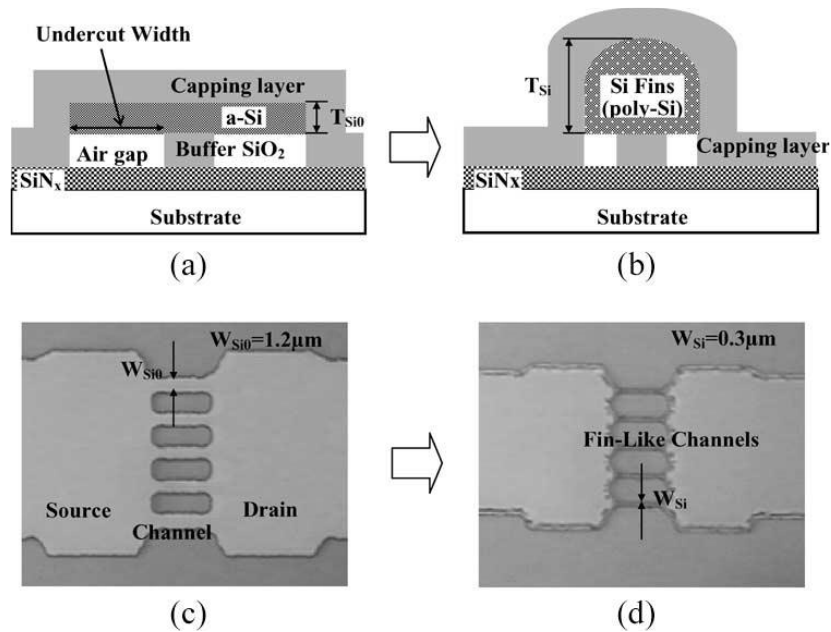 Undercut Width
Capping layer
a-Si
T_Si0
Air gap
Buffer SiO₂
SiNₓ
Substrate
(a)
T_Si
Si Fins
(poly-Si)
Capping layer
SiNx
Substrate
(b)
W_Si0=1.2μm
W_Si0
Source
Drain
Channel
(c)
W_Si=0.3μm
Fin-Like Channels
W_Si
(d)